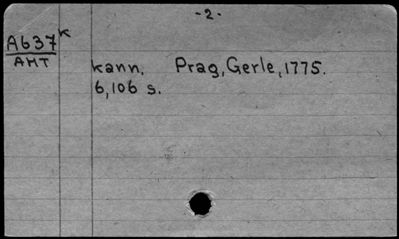 -2.-
A637k
AHT
kann. Prag, Gerle, 1775.
6,106 s.